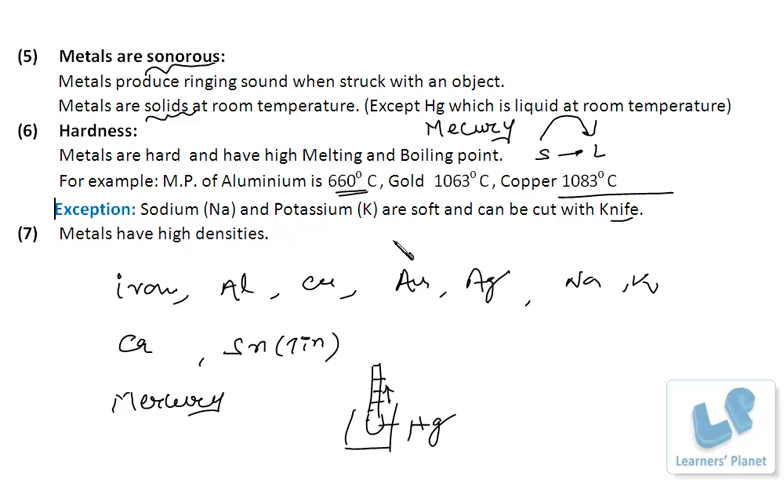 (5) Metals are sonorous:
Metals produce ringing sound when struck with an object.
Metals are solids at room temperature. (Except Hg which is liquid at room temperature)
(6) Hardness:
Mecury
Metals are hard and have high Melting and Boiling point.
S → L
For example: M.P. of Aluminium is 660⁰ C, Gold 1063⁰ C, Copper 1083⁰ C
Exception: Sodium (Na) and Potassium (K) are soft and can be cut with Knife.
(7) Metals have high densities.
iron, Al, cu, Au, Ag, Na, K
Ca, Sn (Tin)
Mercury
Hg
LP
Learners' Planet